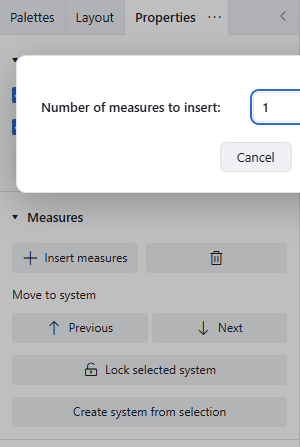 Palettes Layout Properties ···
Number of measures to insert: 1
Cancel
Measures
Insert measures
Move to system
Previous Next
Lock selected system
Create system from selection